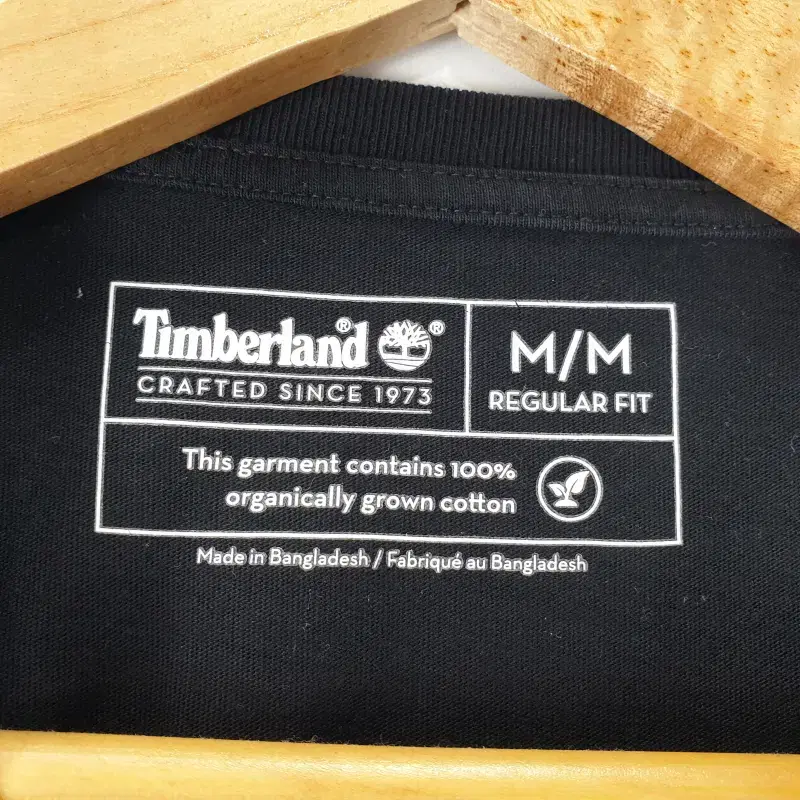 Timberland®
®
CRAFTED SINCE 1973
M/M
REGULAR FIT
This garment contains 100%
organically grown cotton
Made in Bangladesh / Fabriqué au Bangladesh